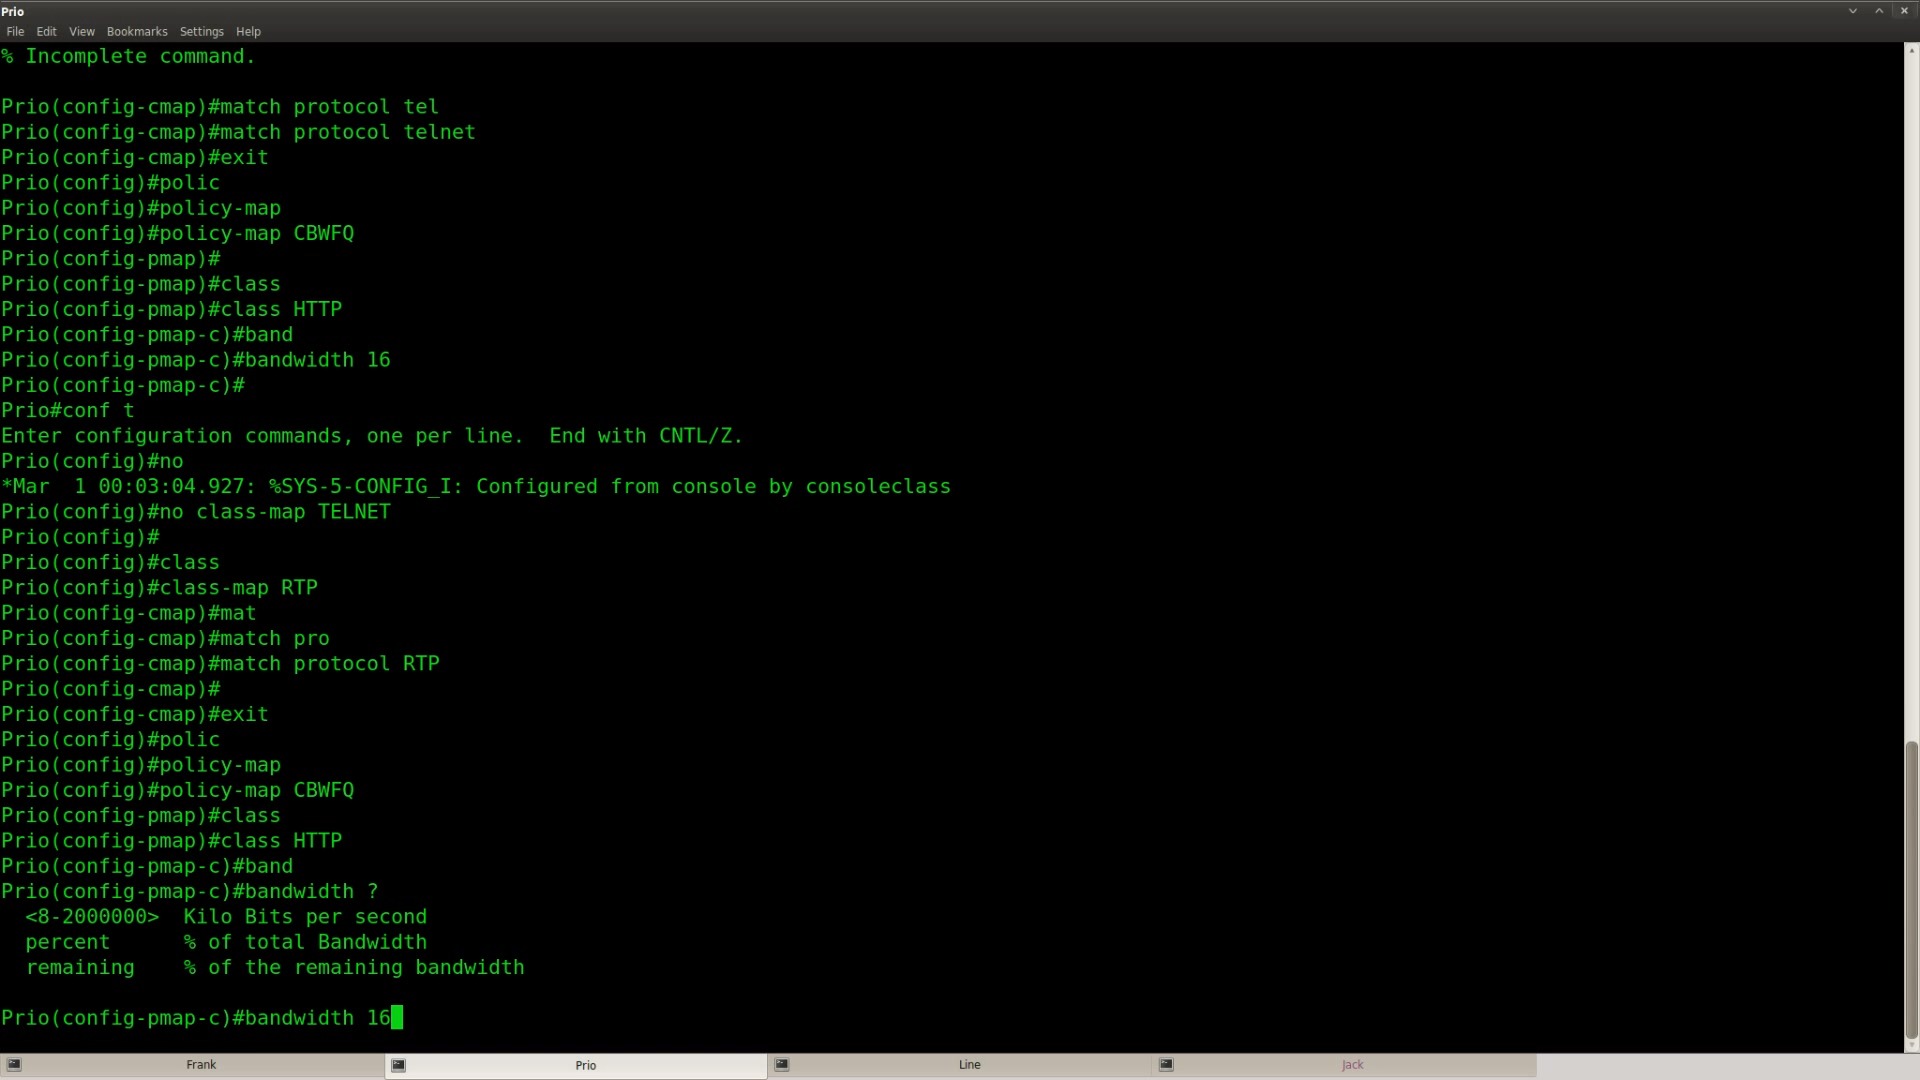 Prio
File Edit View Bookmarks Settings Help
% Incomplete command.
Prio(config-cmap)#match protocol tel
Prio(config-cmap)#match protocol telnet
Prio(config-cmap)#exit
Prio(config)#polic
Prio(config)#policy-map
Prio(config)#policy-map CBWFQ
Prio(config-pmap)#
Prio(config-pmap)#class
Prio(config-pmap)#class HTTP
Prio(config-pmap-c)#band
Prio(config-pmap-c)#bandwidth 16
Prio(config-pmap-c)#
Prio#conf t
Enter configuration commands, one per line.  End with CNTL/Z.
Prio(config)#no
*Mar  1 00:03:04.927: %SYS-5-CONFIG_I: Configured from console by consoleclass
Prio(config)#no class-map TELNET
Prio(config)#
Prio(config)#class
Prio(config)#class-map RTP
Prio(config-cmap)#mat
Prio(config-cmap)#match pro
Prio(config-cmap)#match protocol RTP
Prio(config-cmap)#
Prio(config-cmap)#exit
Prio(config)#polic
Prio(config)#policy-map
Prio(config)#policy-map CBWFQ
Prio(config-pmap)#class
Prio(config-pmap)#class HTTP
Prio(config-pmap-c)#band
Prio(config-pmap-c)#bandwidth ?
  <8-2000000>  Kilo Bits per second
  percent      % of total Bandwidth
  remaining    % of the remaining bandwidth
Prio(config-pmap-c)#bandwidth 16
Frank Prio Line Jack